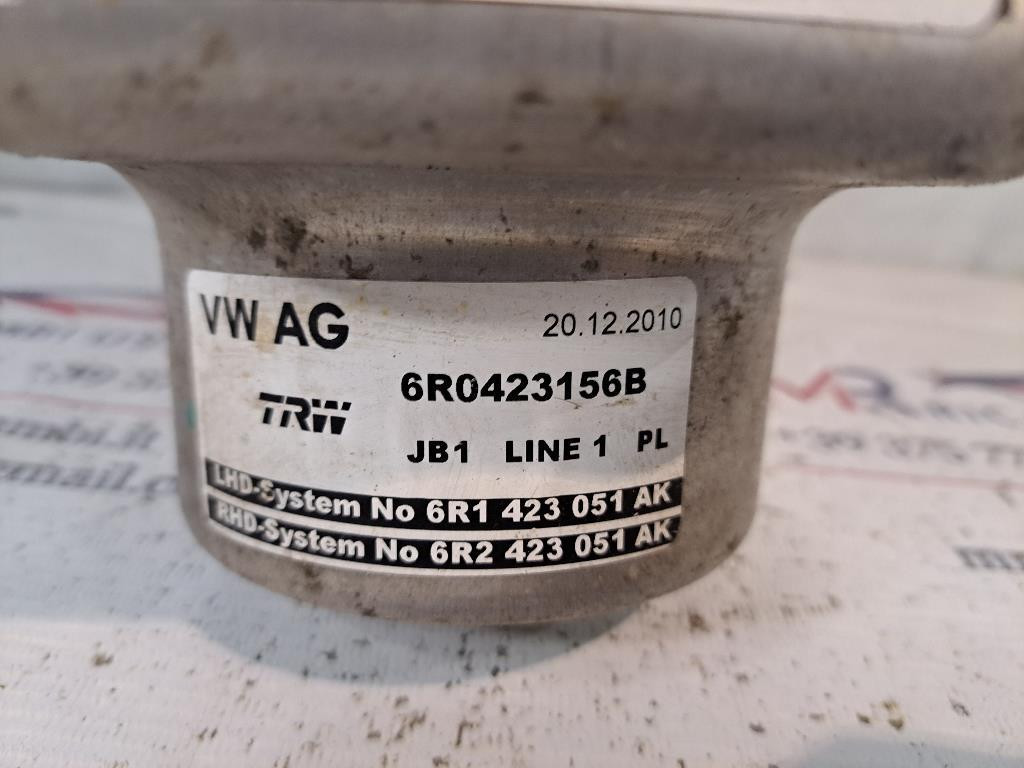 VW AG
20.12.2010
6R0423156B
TRW
JB1 LINE 1 PL
LHD-System No 6R1 423 051 AK
RHD-System No 6R2 423 051 AK